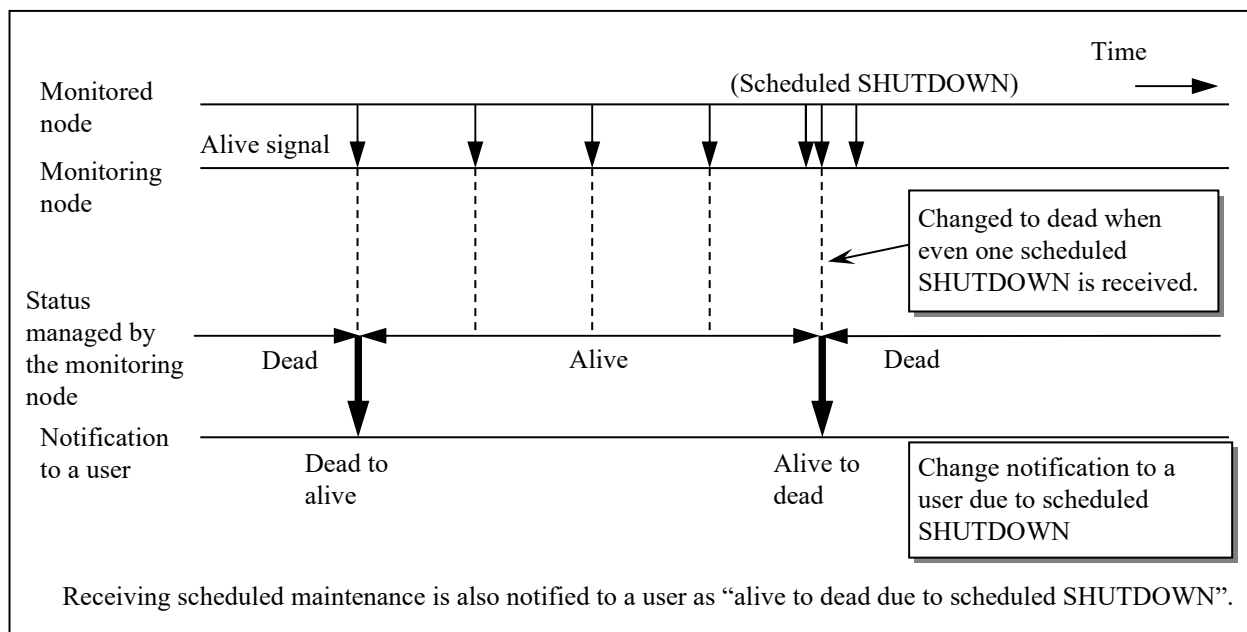 Time
(Scheduled SHUTDOWN)
Monitored
node
Alive signal
Monitoring
node
Changed to dead when
even one scheduled
SHUTDOWN is received.
Status
managed by
the monitoring
node
Dead
Alive
Dead
Notification
to a user
Dead to
alive
Alive to
dead
Change notification to a
user due to scheduled
SHUTDOWN
Receiving scheduled maintenance is also notified to a user as “alive to dead due to scheduled SHUTDOWN”.